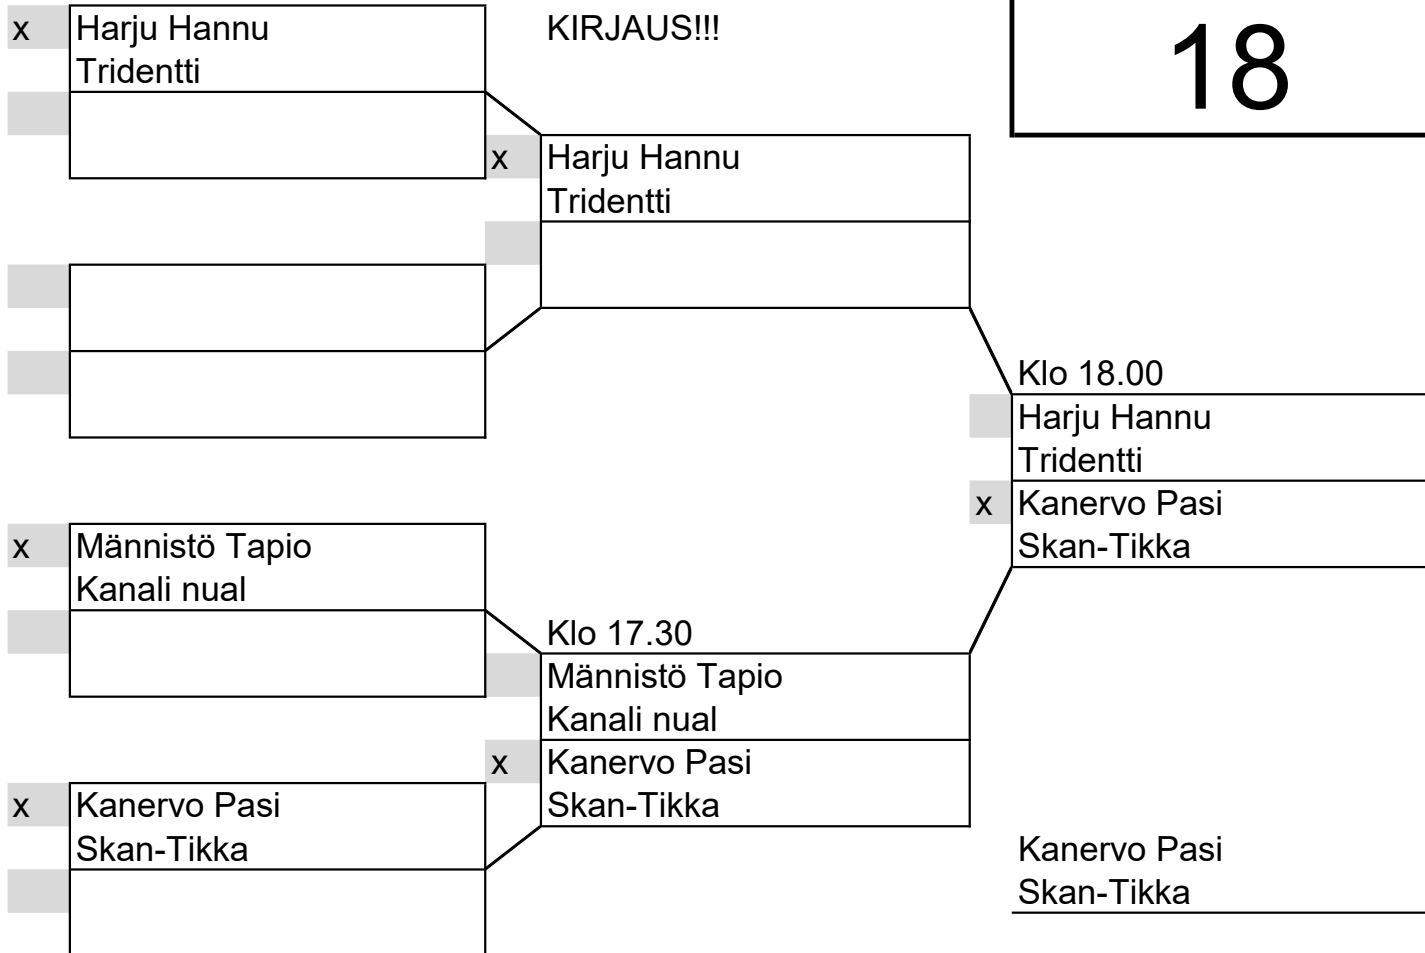 x Harju Hannu
Tridentti
KIRJAUS!!!
18
x Harju Hannu
Tridentti
Klo 18.00
Harju Hannu
Tridentti
x Kanervo Pasi
Skan-Tikka
x Männistö Tapio
Kanali nual
Klo 17.30
Männistö Tapio
Kanali nual
x Kanervo Pasi
Skan-Tikka
x Kanervo Pasi
Skan-Tikka
Kanervo Pasi
Skan-Tikka